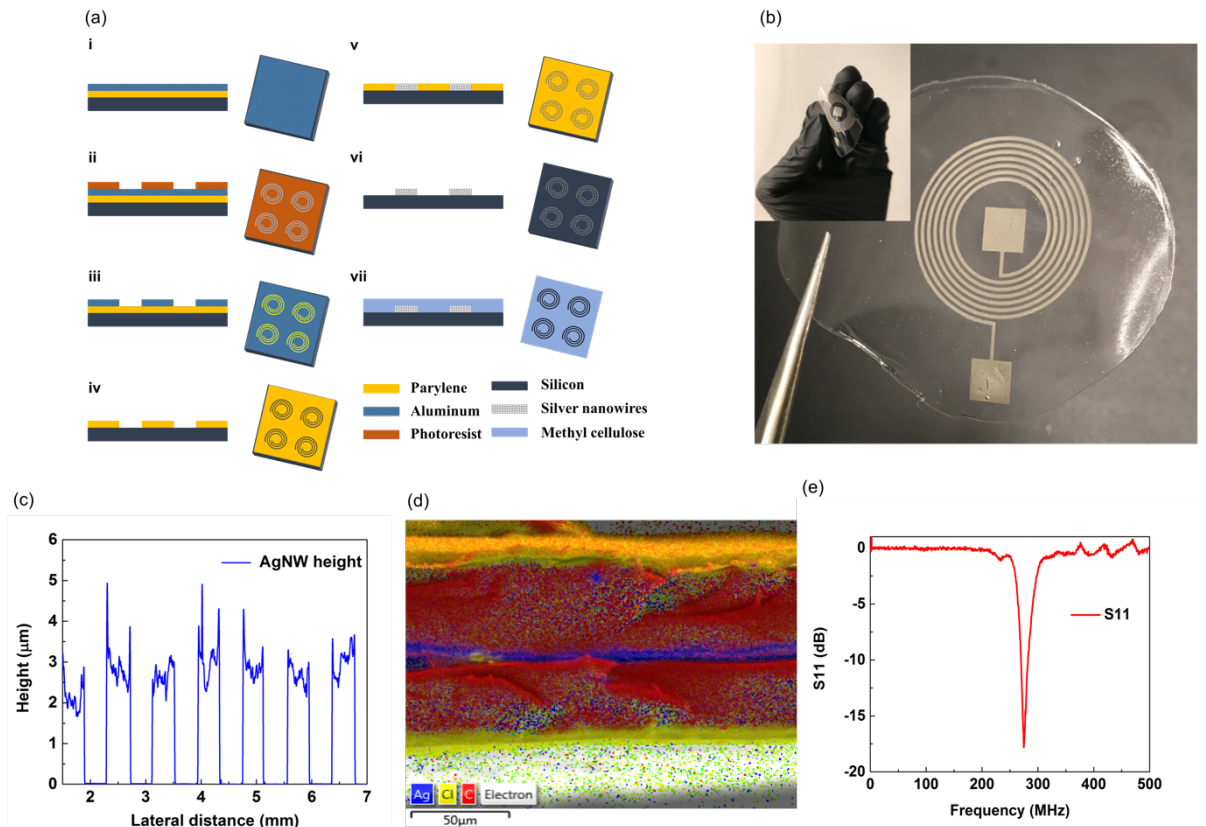 (a)
i
ii
iii
iv
v
vi
vii
Parylene
Aluminum
Photoresist
Silicon
Silver nanowires
Methyl cellulose
(b)
(c)
6
5
4
3
2
1
0
Height (μm)
AgNW height
2 3 4 5 6 7
Lateral distance (mm)
(d)
Ag Cl C Electron
50μm
(e)
0
-5
-10
-15
-20
S11 (dB)
S11
0 100 200 300 400 500
Frequency (MHz)